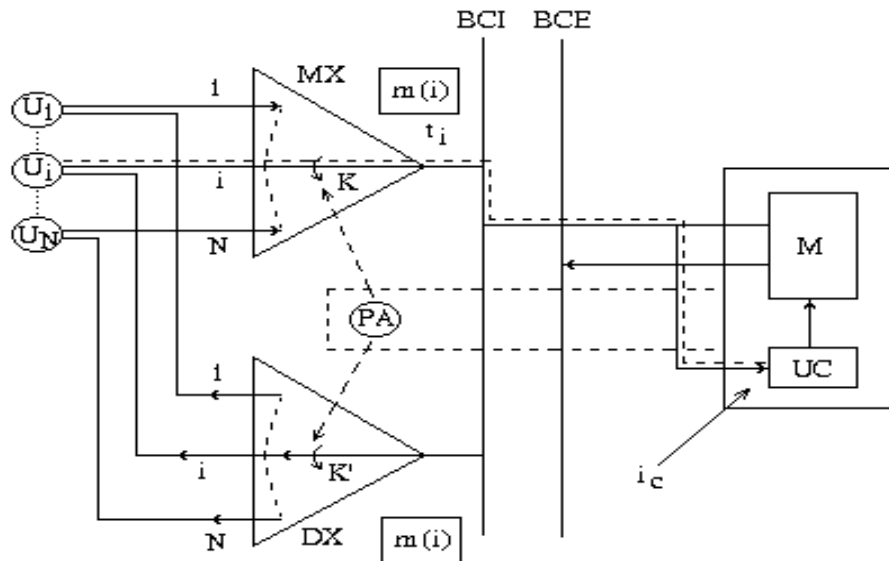 BCI BCE
MX
m(i)
1
U1
ti
Ui
i
K
UN
N
M
PA
UC
1
i
K'
ic
N
DX
m(i)